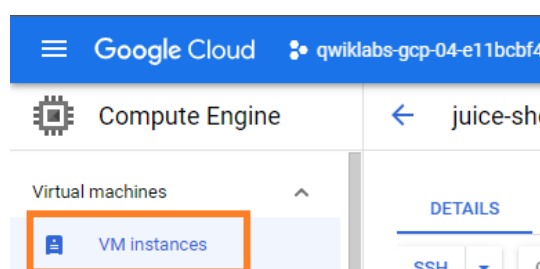 Google Cloud qwiklabs-gcp-04-e11bcbf4
Compute Engine
juice-sh
Virtual machines
DETAILS
VM instances
SSH